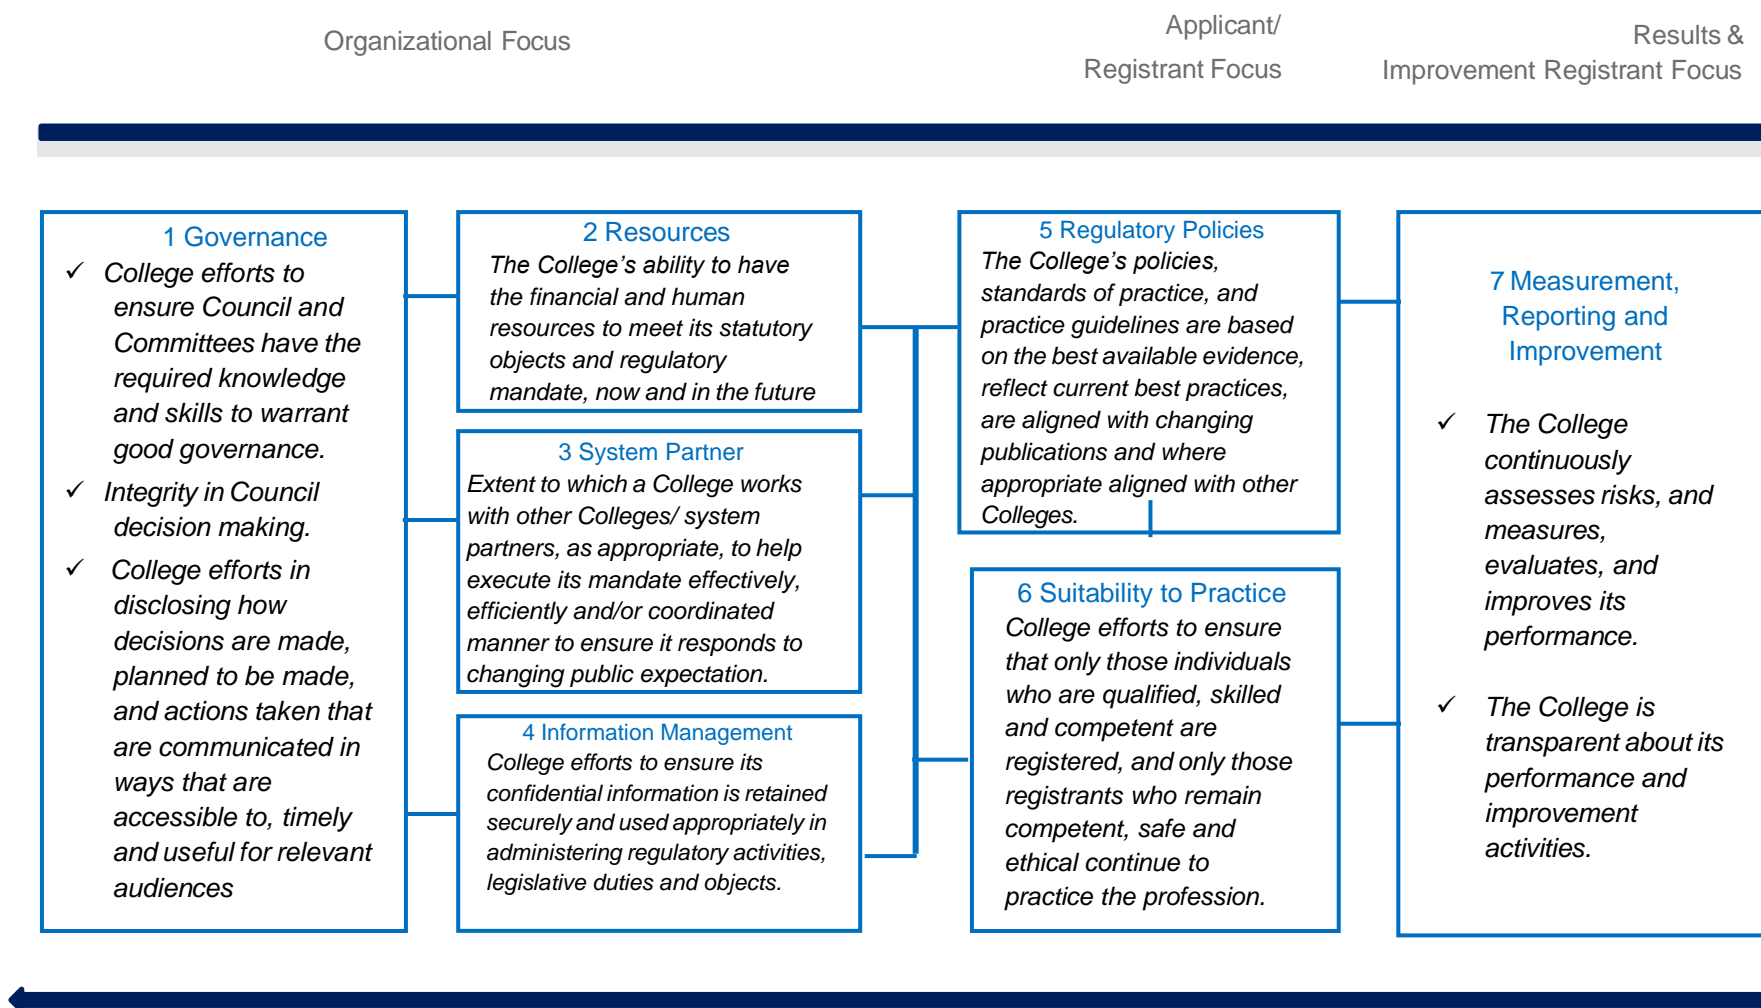 Organizational Focus
Applicant/
Registrant Focus
Results &
Improvement Registrant Focus
1 Governance
✓ College efforts to
ensure Council and
Committees have the
required knowledge
and skills to warrant
good governance.
✓ Integrity in Council
decision making.
✓ College efforts in
disclosing how
decisions are made,
planned to be made,
and actions taken that
are communicated in
ways that are
accessible to, timely
and useful for relevant
audiences
2 Resources
The College’s ability to have
the financial and human
resources to meet its statutory
objects and regulatory
mandate, now and in the future
3 System Partner
Extent to which a College works
with other Colleges/ system
partners, as appropriate, to help
execute its mandate effectively,
efficiently and/or coordinated
manner to ensure it responds to
changing public expectation.
4 Information Management
College efforts to ensure its
confidential information is retained
securely and used appropriately in
administering regulatory activities,
legislative duties and objects.
5 Regulatory Policies
The College’s policies,
standards of practice, and
practice guidelines are based
on the best available evidence,
reflect current best practices,
are aligned with changing
publications and where
appropriate aligned with other
Colleges.
6 Suitability to Practice
College efforts to ensure
that only those individuals
who are qualified, skilled
and competent are
registered, and only those
registrants who remain
competent, safe and
ethical continue to
practice the profession.
7 Measurement,
Reporting and
Improvement
✓ The College
continuously
assesses risks, and
measures,
evaluates, and
improves its
performance.
✓ The College is
transparent about its
performance and
improvement
activities.